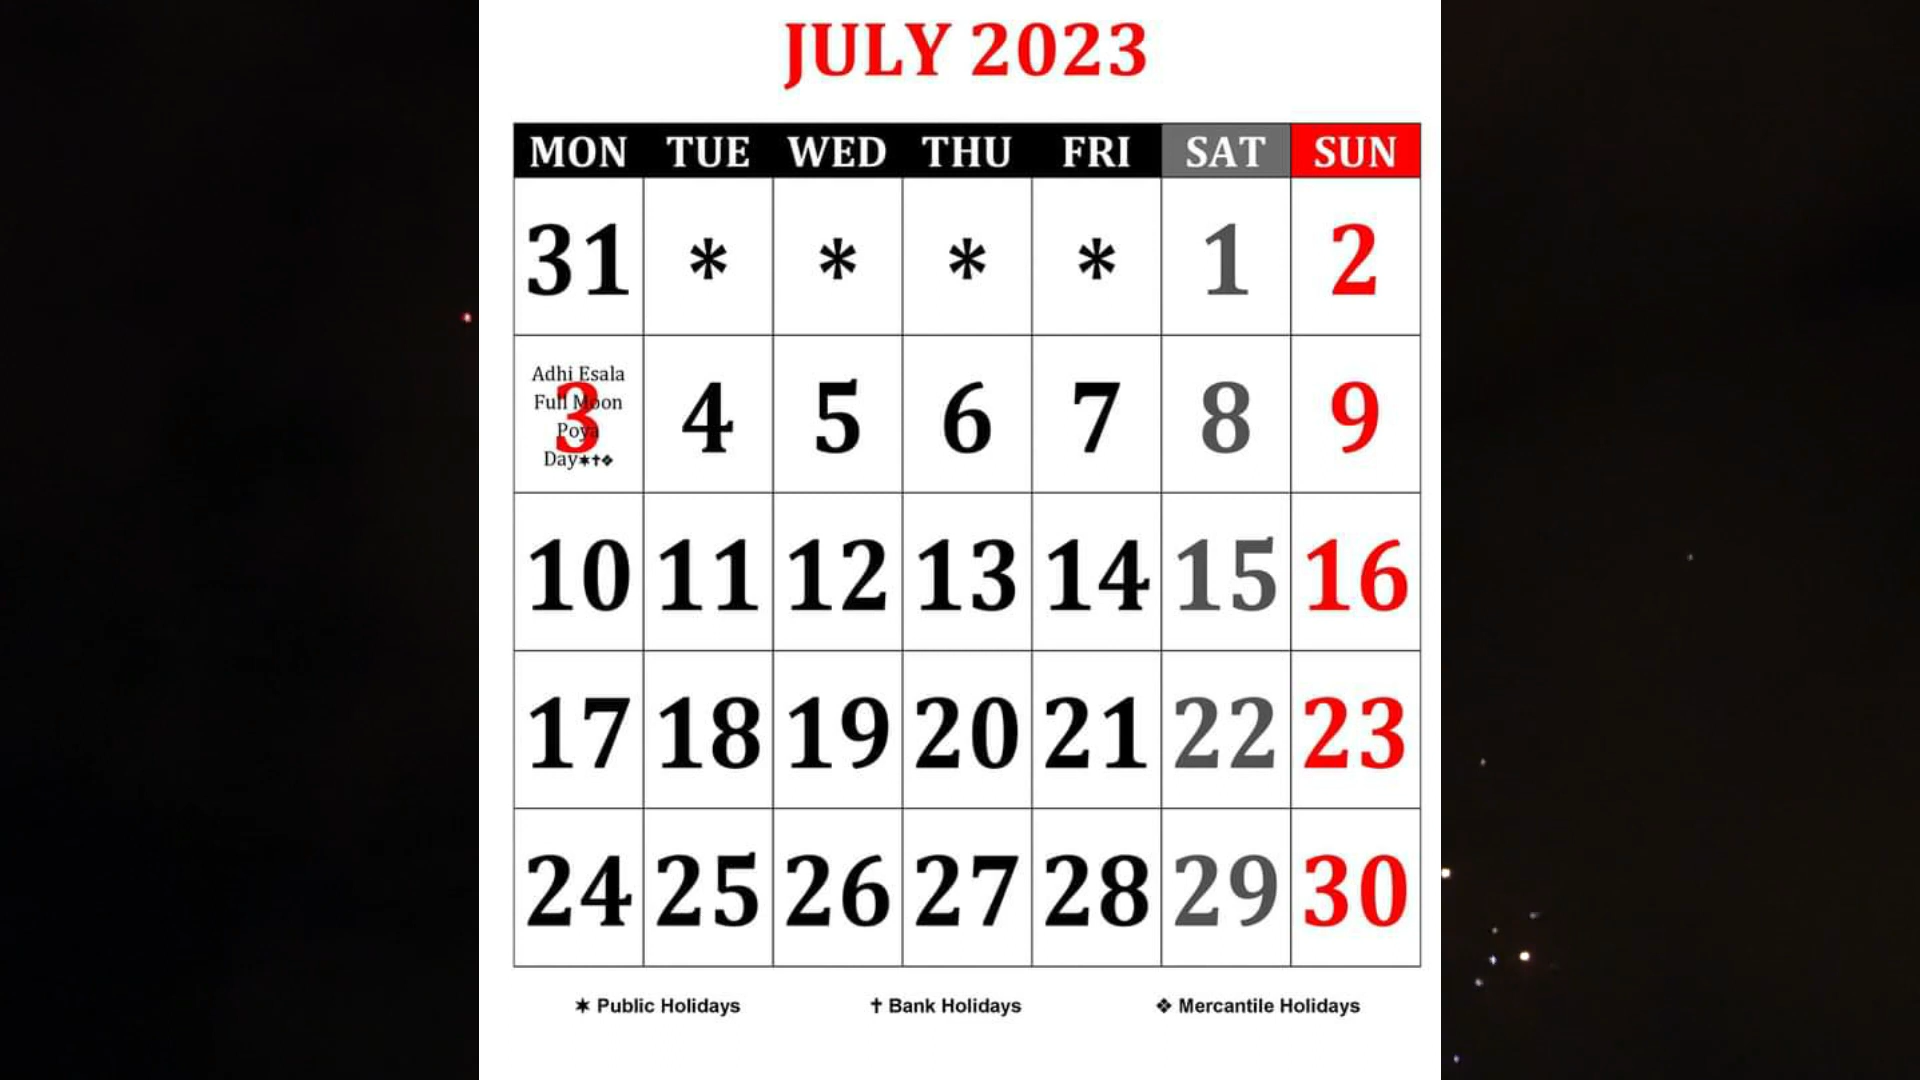 JULY 2023
MON TUE WED THU FRI SAT SUN
31 * * * * 1 2
Adhi Esala
Full Moon
Poya
Day✶✝❖
3 4 5 6 7 8 9
10 11 12 13 14 15 16
17 18 19 20 21 22 23
24 25 26 27 28 29 30
✶ Public Holidays ✝ Bank Holidays ❖ Mercantile Holidays